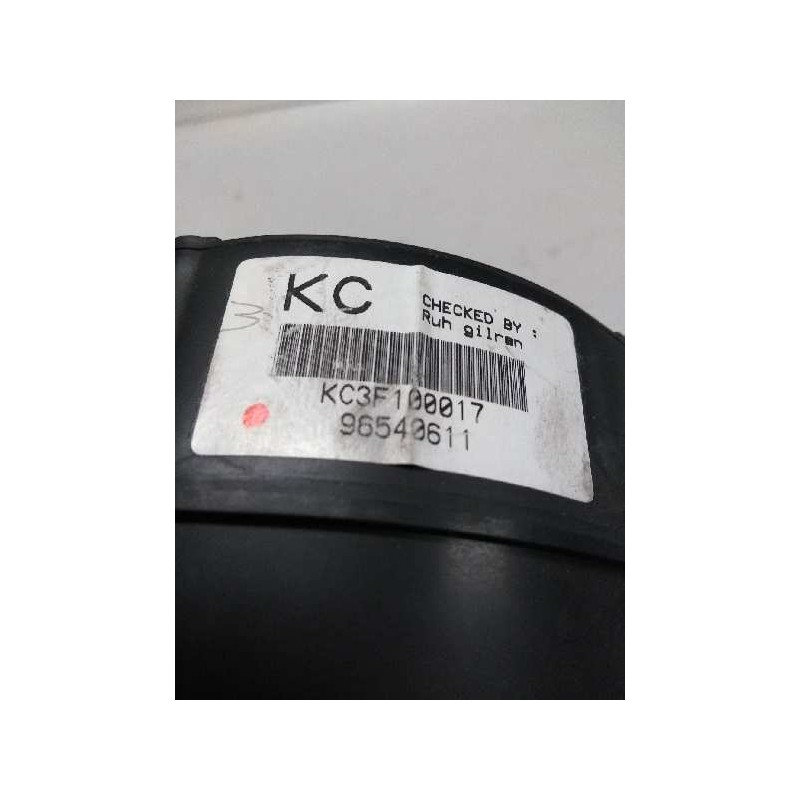 KC
CHECKED BY :
Ruh gilran
KC3F100017
96540611